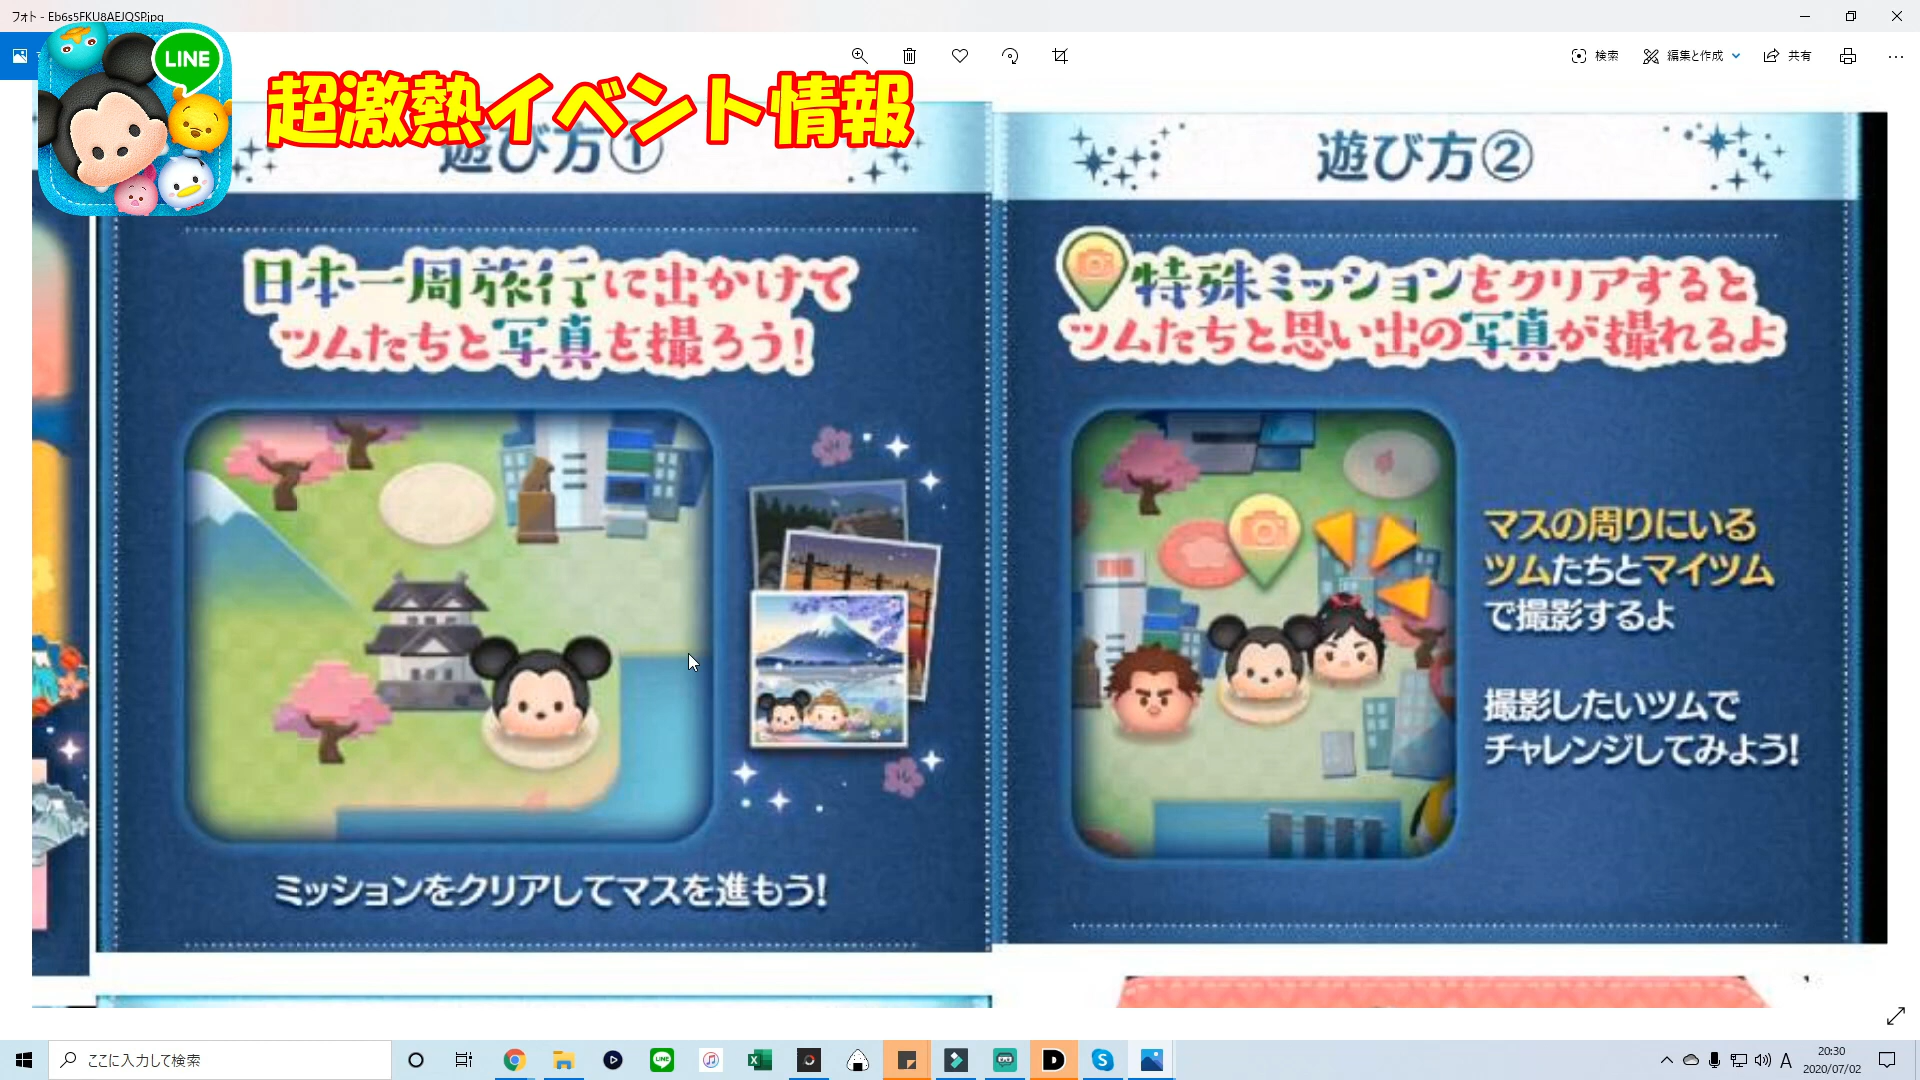 フォト - Eb6s5FKU8AEJQSP.jpg
検索
編集と作成
共有
LINE
超激熱イベント情報
遊び方①
日本一周旅行に出かけて
ツムたちと写真を撮ろう!
ミッションをクリアしてマスを進もう!
遊び方②
特殊ミッションをクリアすると
ツムたちと思い出の写真が撮れるよ
マスの周りにいる
ツムたちとマイツム
で撮影するよ
撮影したいツムで
チャレンジしてみよう!
ここに入力して検索
A
20:30
2020/07/02